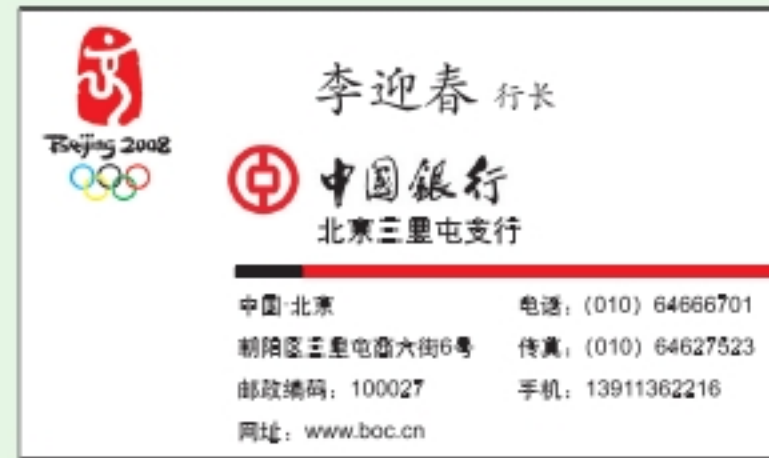 Beijing 2008
李迎春 行长
中国銀行
北京三里屯支行
中国·北京
朝阳区三里屯西六街6号
邮政编码：100027
网址：www.boc.cn
电话：(010) 64666701
传真：(010) 64627523
手机：13911362216